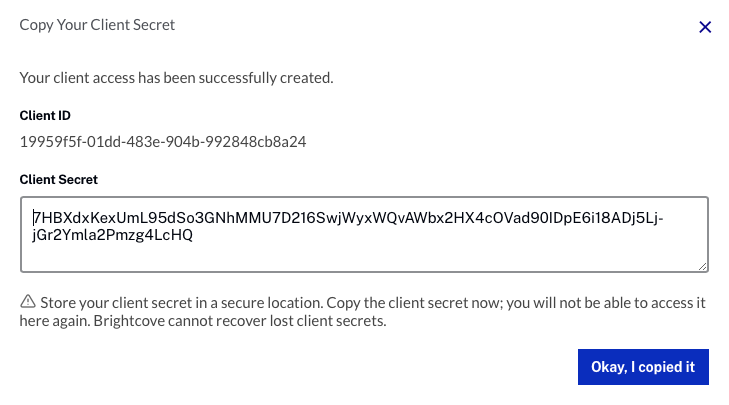 Copy Your Client Secret
Your client access has been successfully created.
Client ID
19959f5f-01dd-483e-904b-992848cb8a24
Client Secret
7HBXdxKexUmL95dSo3GNhMMU7D216SwjWyxWQvAWbx2HX4cOVad90IDpE6i18ADj5Lj-
jGr2Ymla2Pmzg4LcHQ
Store your client secret in a secure location. Copy the client secret now; you will not be able to access it
here again. Brightcove cannot recover lost client secrets.
Okay, I copied it